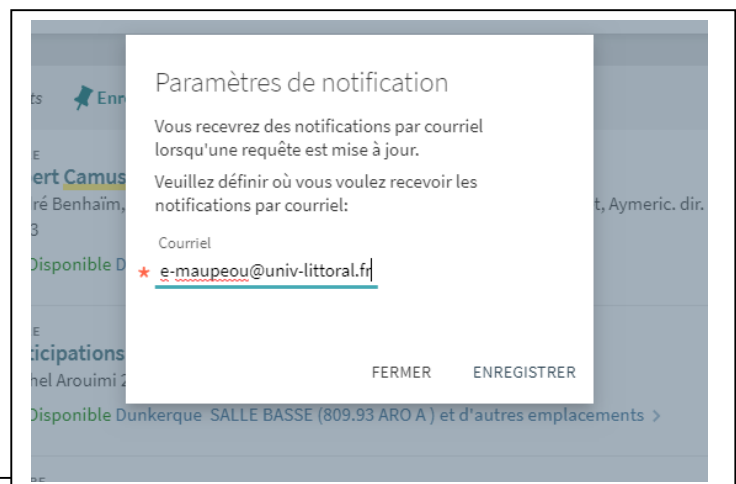 Paramètres de notification
ts Enr
Vous recevrez des notifications par courriel
lorsqu'une requête est mise à jour.
E
ert Camus
Veuillez définir où vous voulez recevoir les
ré Benhaïm,
notifications par courriel:
t, Aymeric. dir.
3
Courriel
Disponible D
* e-maupeou@univ-littoral.fr
E
ticipations
hel Arouimi 2
FERMER ENREGISTRER
Disponible Dunkerque SALLE BASSE (809.93 ARO A ) et d'autres emplacements >